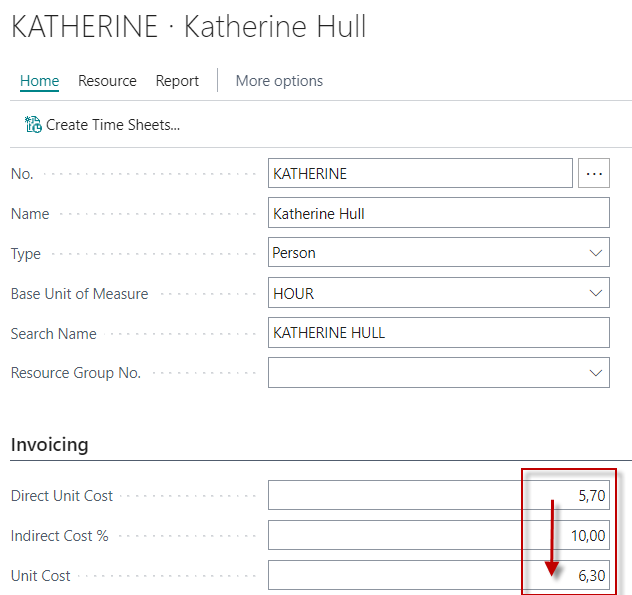 KATHERINE · Katherine Hull
Home Resource Report More options
Create Time Sheets...
No. KATHERINE ...
Name Katherine Hull
Type Person
Base Unit of Measure HOUR
Search Name KATHERINE HULL
Resource Group No.
Invoicing
Direct Unit Cost 5,70
Indirect Cost % 10,00
Unit Cost 6,30